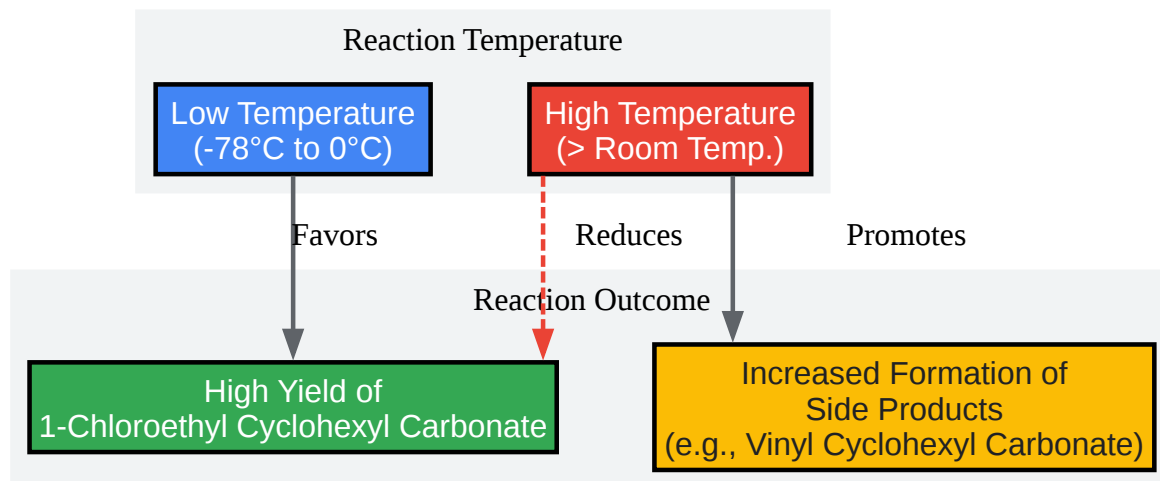 Reaction Temperature
Low Temperature
(-78°C to 0°C)
High Temperature
(> Room Temp.)
Favors
Reduces
Promotes
Reaction Outcome
High Yield of
1-Chloroethyl Cyclohexyl Carbonate
Increased Formation of
Side Products
(e.g., Vinyl Cyclohexyl Carbonate)